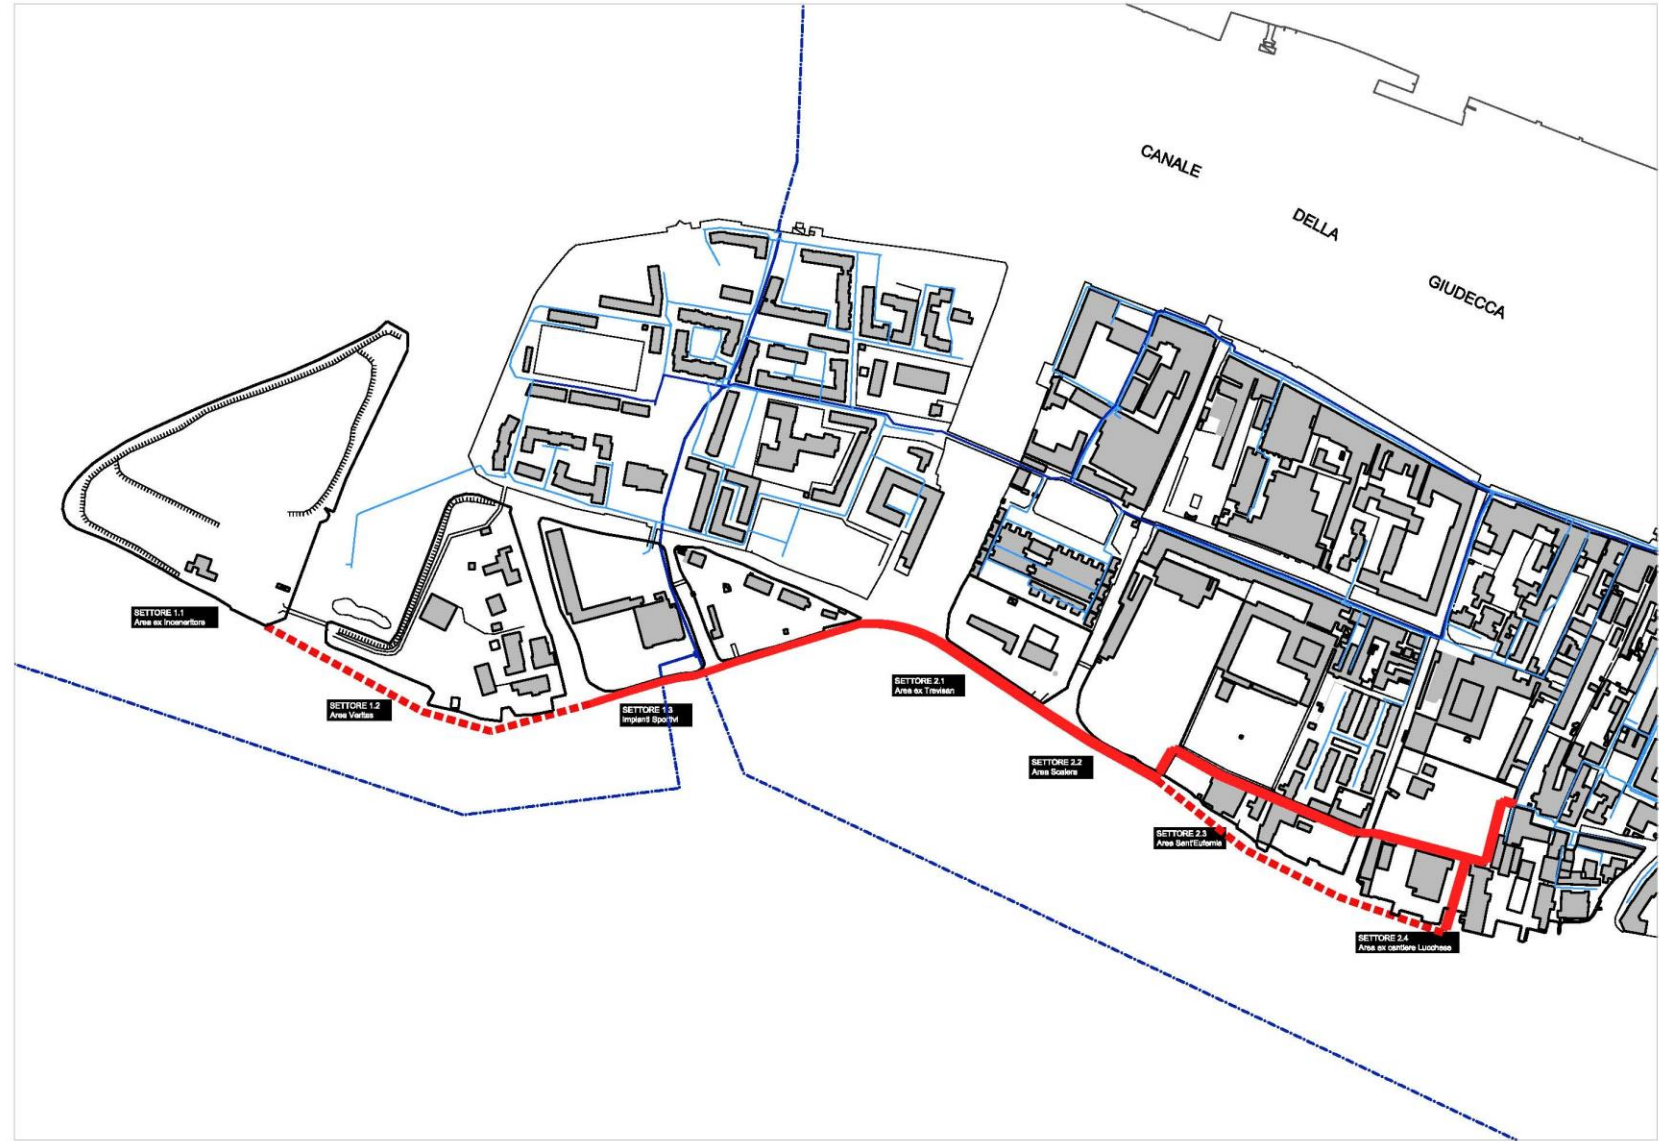 CANALE
DELLA
GIUDECCA
SETTORE 1.1
Area ex Inceneritore
SETTORE 1.2
Area Veritas
SETTORE 1.3
Impianti Sportivi
SETTORE 2.1
Area ex Trevisan
SETTORE 2.2
Area Scalera
SETTORE 2.3
Area Sant'Eufemia
SETTORE 2.4
Area ex cantiere Lucchese